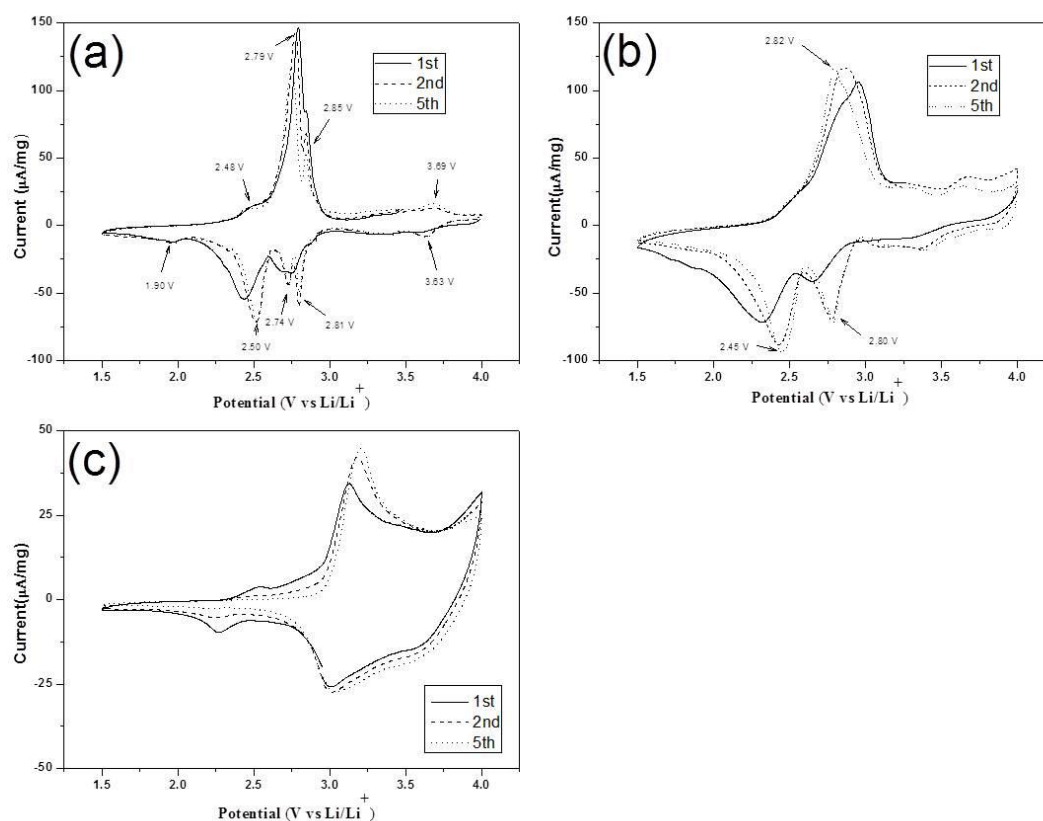 (a)
150
100
50
0
-50
-100
Current (µA/mg)
1st
2nd
5th
2.79 V
2.85 V
2.48 V
3.69 V
1.90 V
2.50 V
2.74 V
2.81 V
3.63 V
1.5 2.0 2.5 3.0 3.5 4.0
Potential (V vs Li/Li+)
(b)
150
100
50
0
-50
-100
Current(µA/mg)
1st
2nd
5th
2.82 V
2.45 V
2.80 V
1.5 2.0 2.5 3.0 3.5 4.0
Potential (V vs Li/Li+)
(c)
50
25
0
-25
-50
Current(µA/mg)
1st
2nd
5th
1.5 2.0 2.5 3.0 3.5 4.0
Potential (V vs Li/Li+)